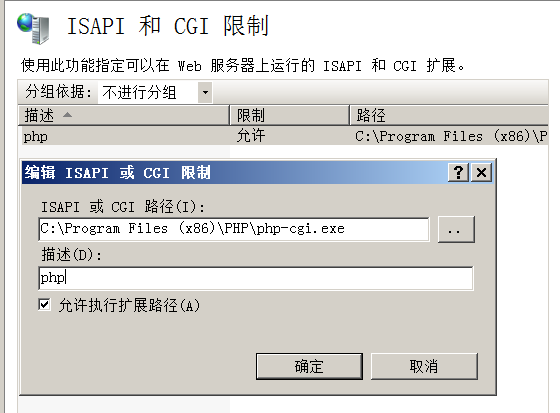 ISAPI 和 CGI 限制
使用此功能指定可以在 Web 服务器上运行的 ISAPI 和 CGI 扩展。
分组依据: 不进行分组
描述 限制 路径
php 允许 C:\Program Files (x86)\P
编辑 ISAPI 或 CGI 限制
ISAPI 或 CGI 路径(I):
C:\Program Files (x86)\PHP\php-cgi.exe
..
描述(D):
php
允许执行扩展路径(A)
确定 取消